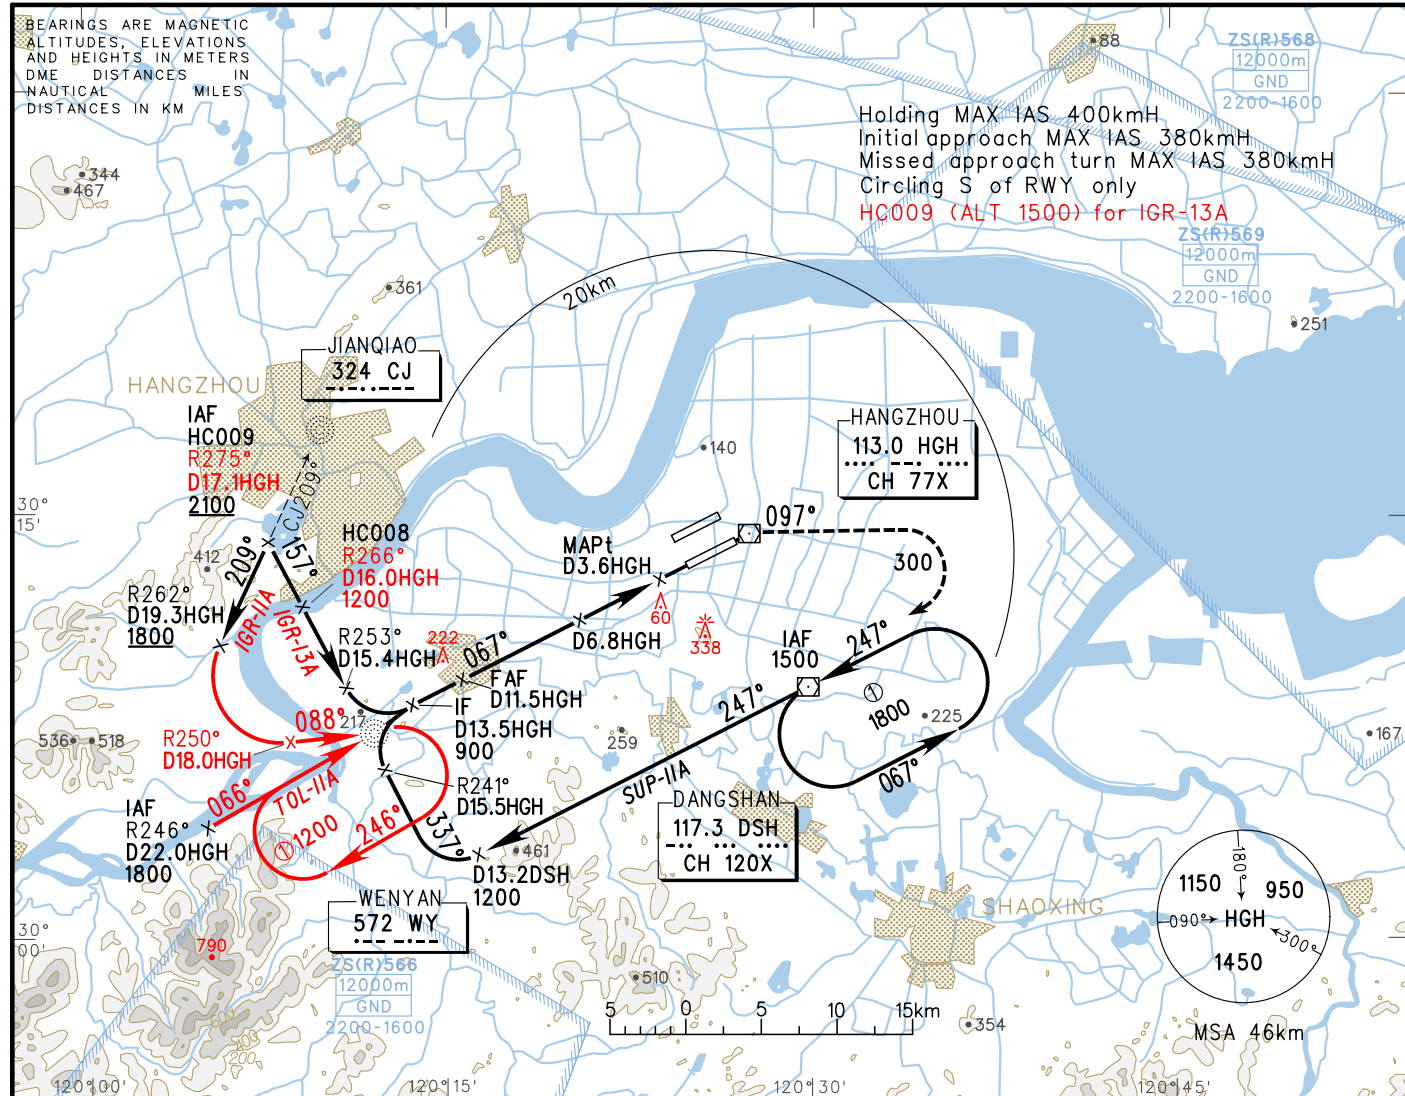 BEARINGS ARE MAGNETIC
ALTITUDES, ELEVATIONS
AND HEIGHTS IN METERS
DME DISTANCES IN
NAUTICAL MILES
DISTANCES IN KM
88
ZS(R)568
12000m
GND
2200-1600
Holding MAX IAS 400kmH
Initial approach MAX IAS 380kmH
Missed approach turn MAX IAS 380kmH
Circling S of RWY only
HC009 (ALT 1500) for IGR-13A
ZS(R)569
12000m
GND
2200-1600
344
467
361
20km
251
JIANQIAO
324 CJ
HANGZHOU
IAF
HC009
R275°
D17.1HGH
2100
CJ209°
140
HANGZHOU
113.0 HGH
CH 77X
30°
15'
412
209°
157°
HC008
R266°
D16.0HGH
1200
MAPt
D3.6HGH
097°
300
R262°
D19.3HGH
1800
IGR-11A
IGR-13A
R253°
D15.4HGH
222
067°
60
338
D6.8HGH
IAF
1500
247°
247°
1
1800
225
067°
FAF
D11.5HGH
IF
D13.5HGH
900
217
088°
R250°
D18.0HGH
536
518
259
167
066°
TOL-11A
IAF
R246°
D22.0HGH
1800
1
1200
246°
R241°
D15.5HGH
337°
SUP-11A
461
D13.2DSH
1200
DANGSHAN
117.3 DSH
CH 120X
WENYAN
572 WY
SHAOXING
180°
1150
950
090°
HGH
300°
1450
MSA 46km
30°
00'
790
ZS(R)566
12000m
GND
2200-1600
510
5
0
5
10
15km
354
600
400
200
120°00'
120°15'
120°30'
120°45'